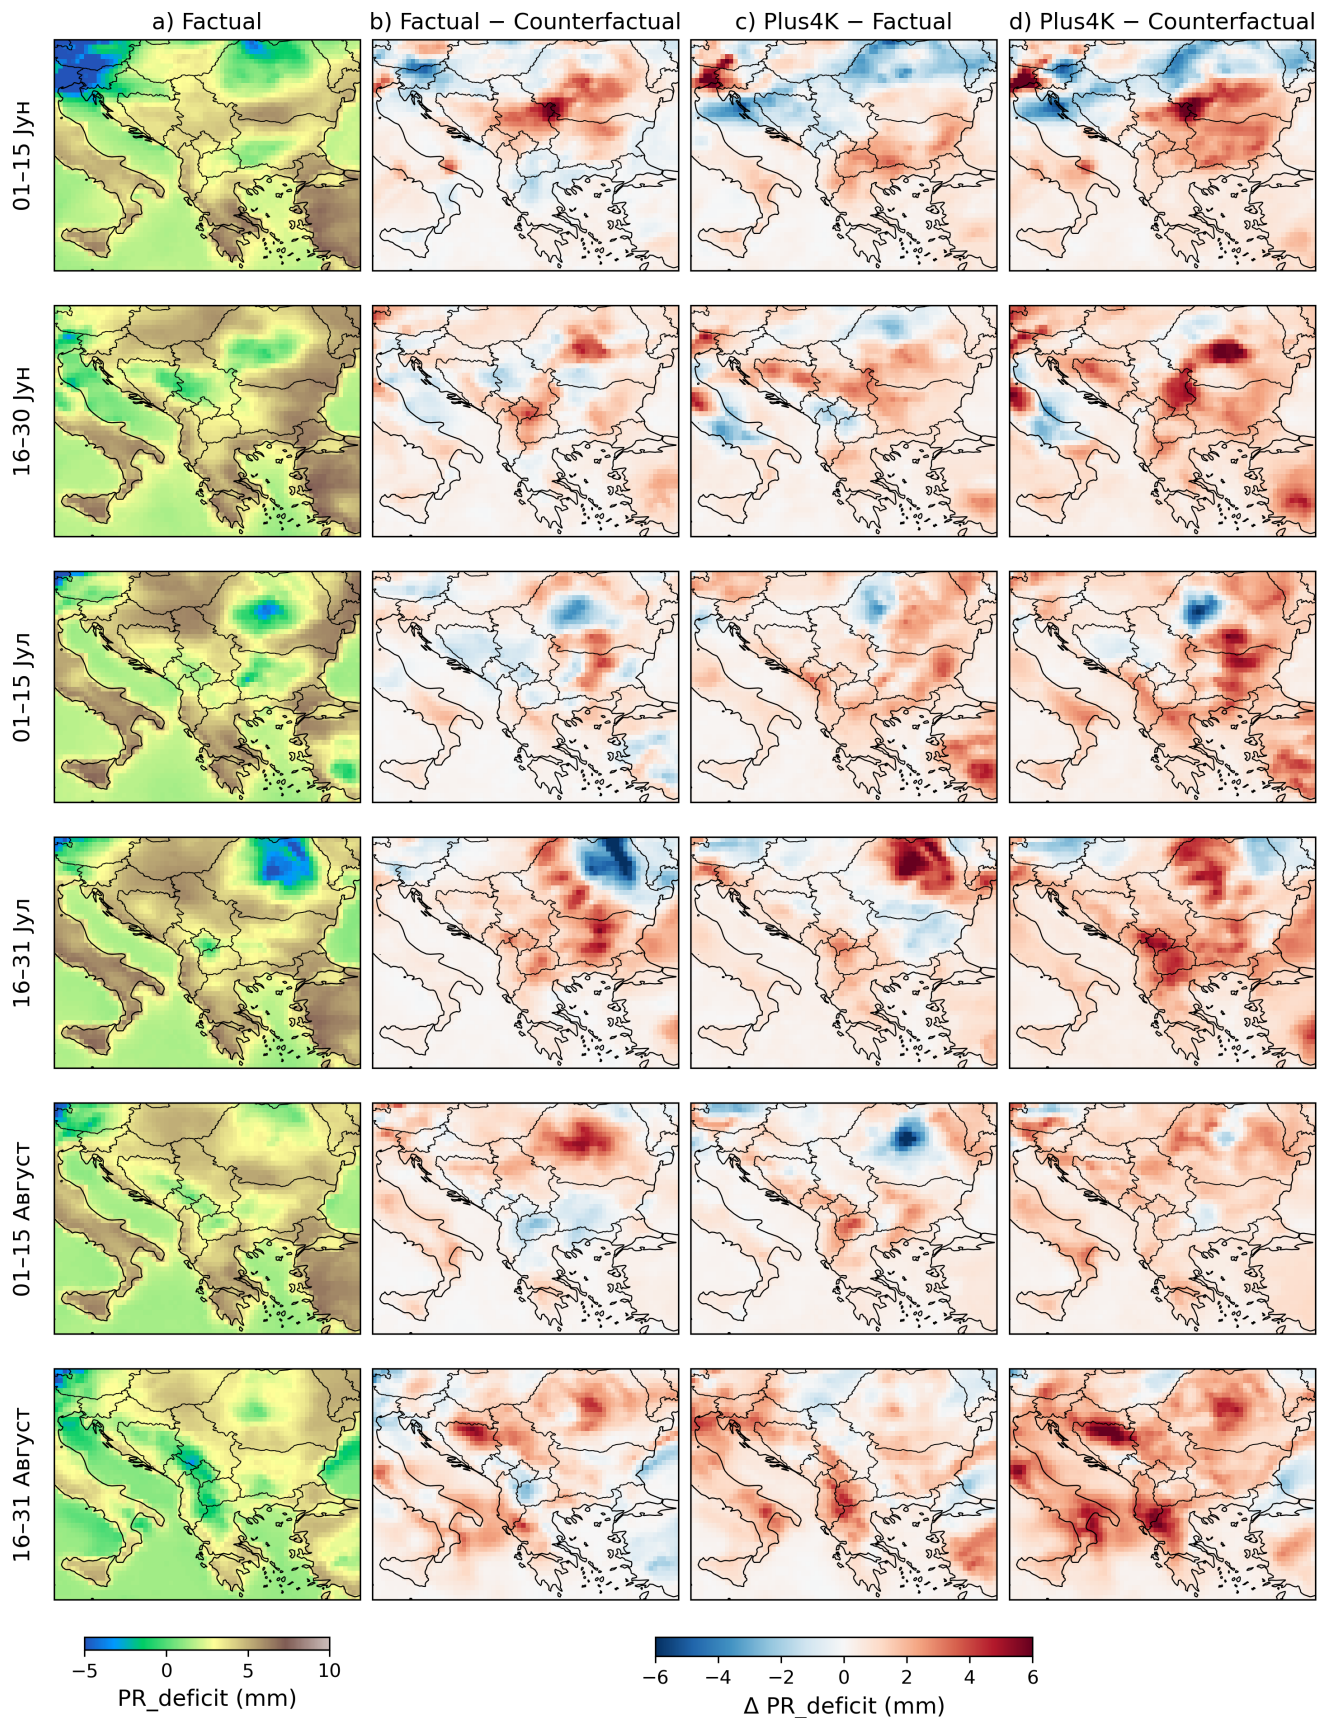 a) Factual
b) Factual − Counterfactual
c) Plus4K − Factual
d) Plus4K − Counterfactual
01–15 Јун
16–30 Јун
01–15 Јул
16–31 Јул
01–15 Август
16–31 Август
−5 0 5 10
PR_deficit (mm)
−6 −4 −2 0 2 4 6
Δ PR_deficit (mm)